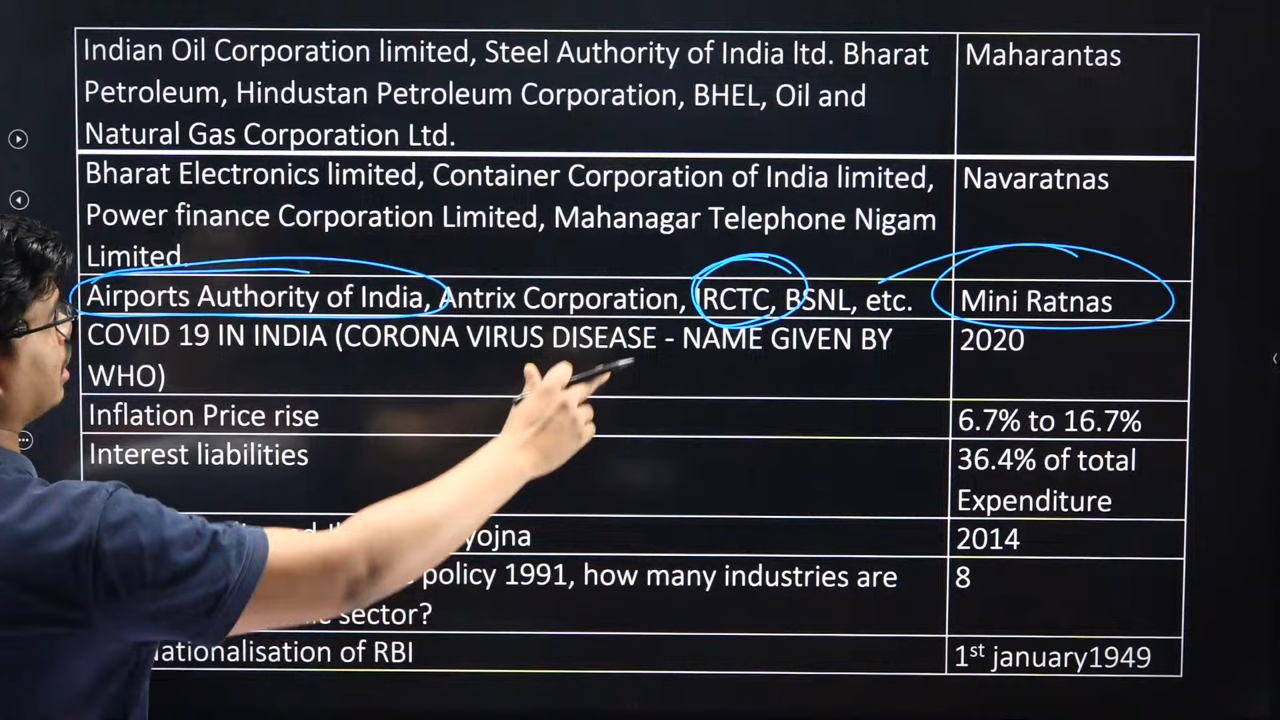 Indian Oil Corporation limited, Steel Authority of India ltd. Bharat
Petroleum, Hindustan Petroleum Corporation, BHEL, Oil and
Natural Gas Corporation Ltd.
Maharantas
Bharat Electronics limited, Container Corporation of India limited,
Power finance Corporation Limited, Mahanagar Telephone Nigam
Limited.
Navaratnas
Airports Authority of India, Antrix Corporation, IRCTC, BSNL, etc.
Mini Ratnas
COVID 19 IN INDIA (CORONA VIRUS DISEASE - NAME GIVEN BY
WHO)
2020
Inflation Price rise
6.7% to 16.7%
Interest liabilities
36.4% of total
Expenditure
yojna
2014
policy 1991, how many industries are
sector?
8
of RBI
1st january1949